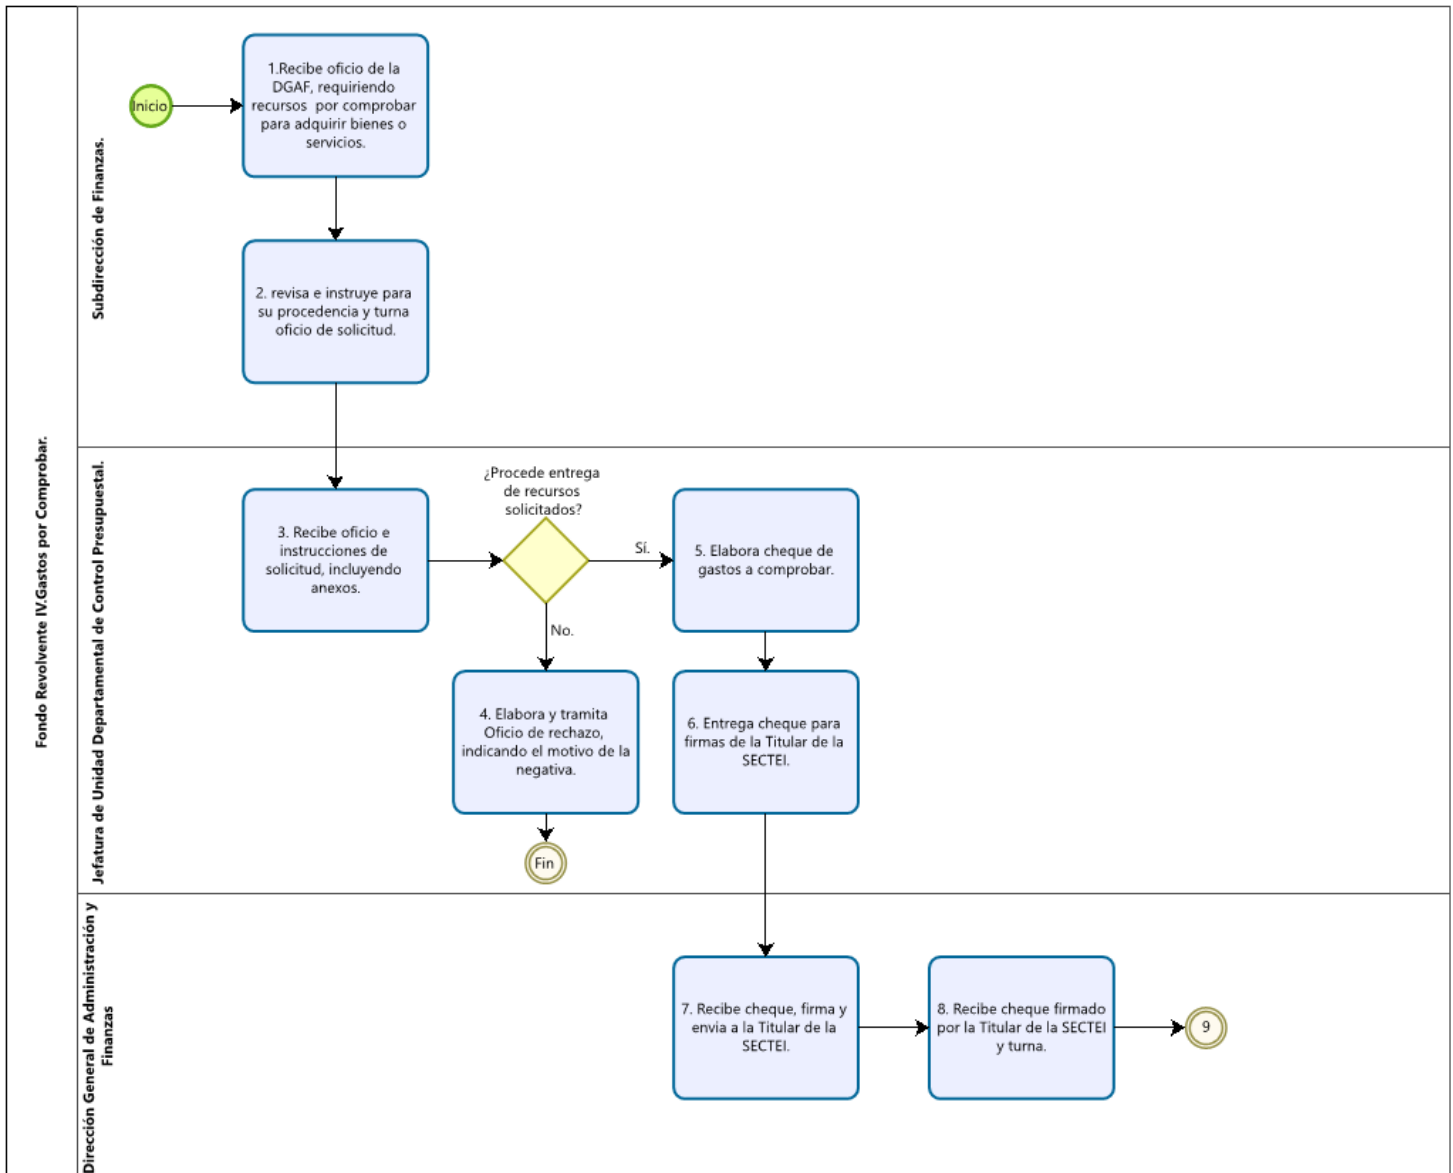 Fondo Revolvente IV.Gastos por Comprobar.
Subdirección de Finanzas.
Inicio
1.Recibe oficio de la
DGAF, requiriendo
recursos por comprobar
para adquirir bienes o
servicios.
2. revisa e instruye para
su procedencia y turna
oficio de solicitud.
Jefatura de Unidad Departamental de Control Presupuestal.
3. Recibe oficio e
instrucciones de
solicitud, incluyendo
anexos.
¿Procede entrega
de recursos
solicitados?
Sí.
No.
5. Elabora cheque de
gastos a comprobar.
4. Elabora y tramita
Oficio de rechazo,
indicando el motivo de la
negativa.
6. Entrega cheque para
firmas de la Titular de la
SECTEI.
Fin
Dirección General de Administración y
Finanzas
7. Recibe cheque, firma y
envia a la Titular de la
SECTEI.
8. Recibe cheque firmado
por la Titular de la SECTEI
y turna.
9